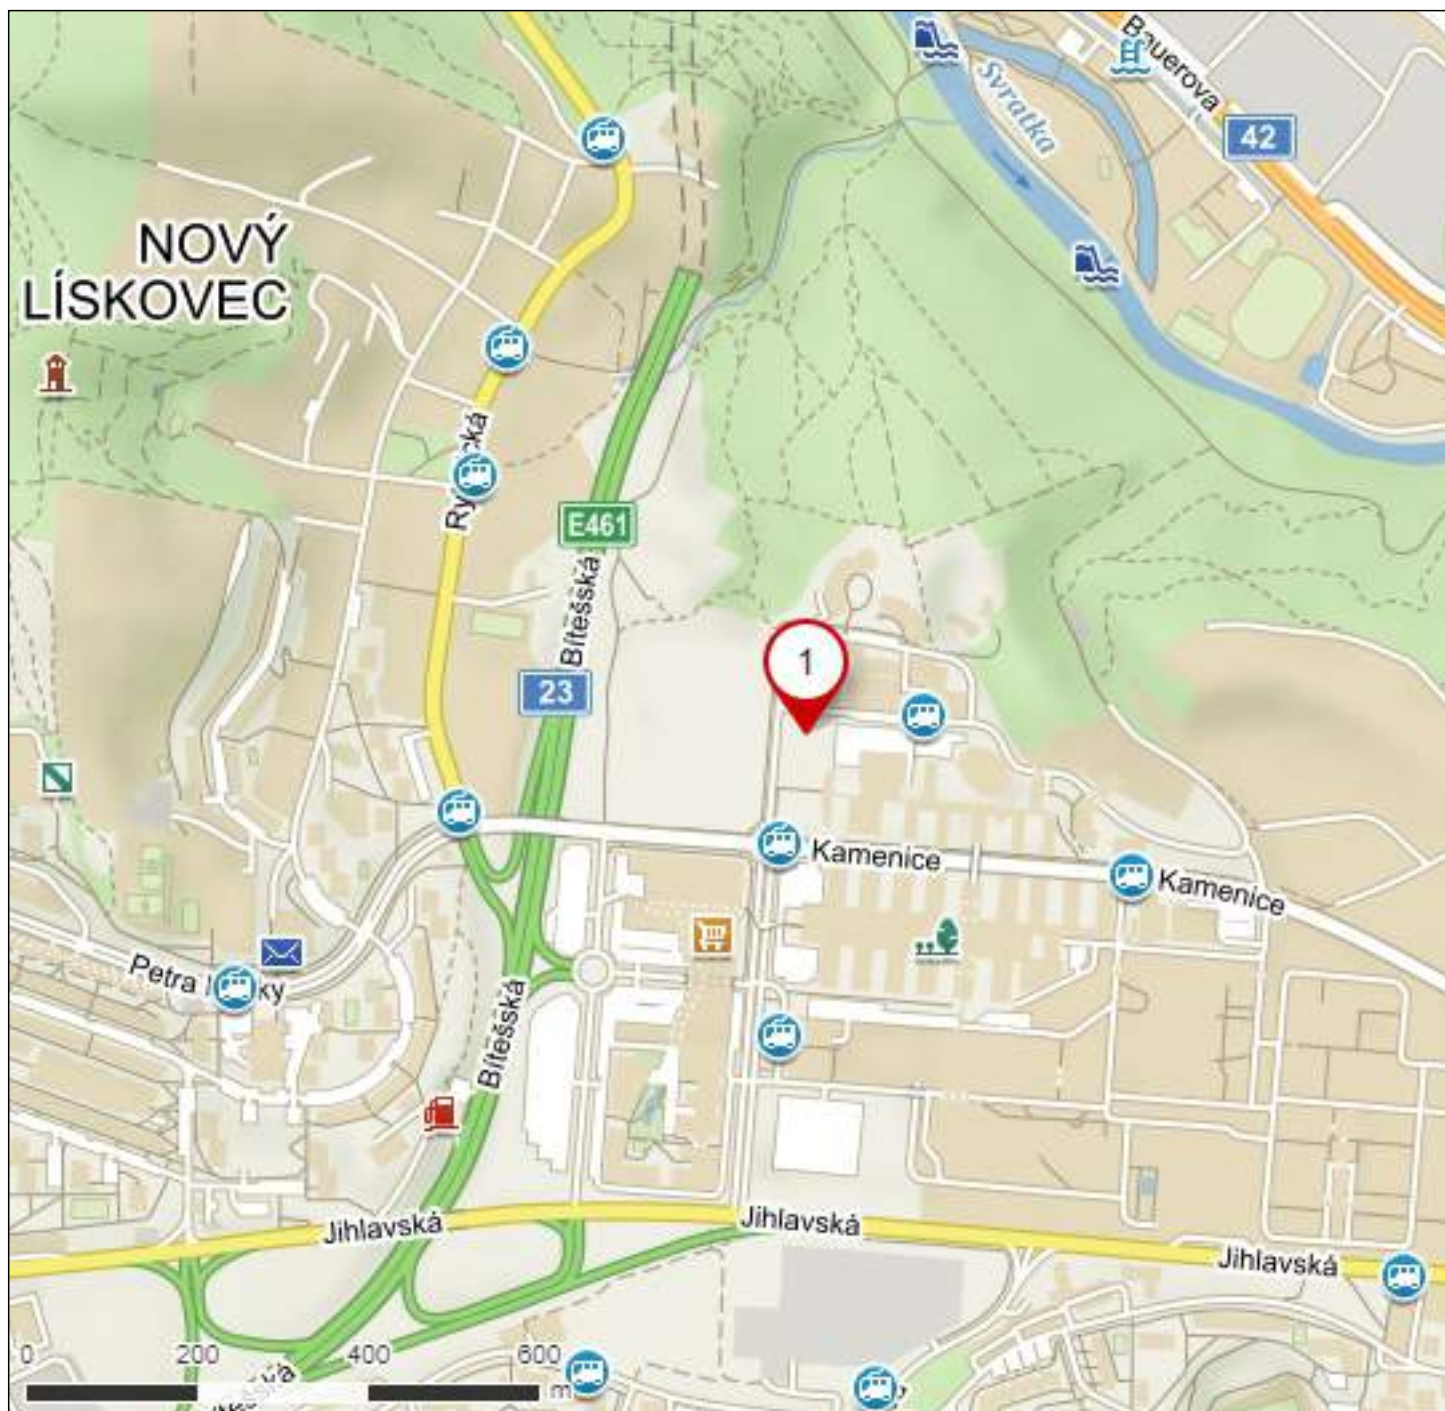 Bauerova
Svratka
42
NOVÝ
LÍSKOVEC
E461
Bítešská
1
23
Kamenice
Kamenice
Petra
Bítešská
Jihlavská
Jihlavská
Jihlavská
0 200 400 600
m